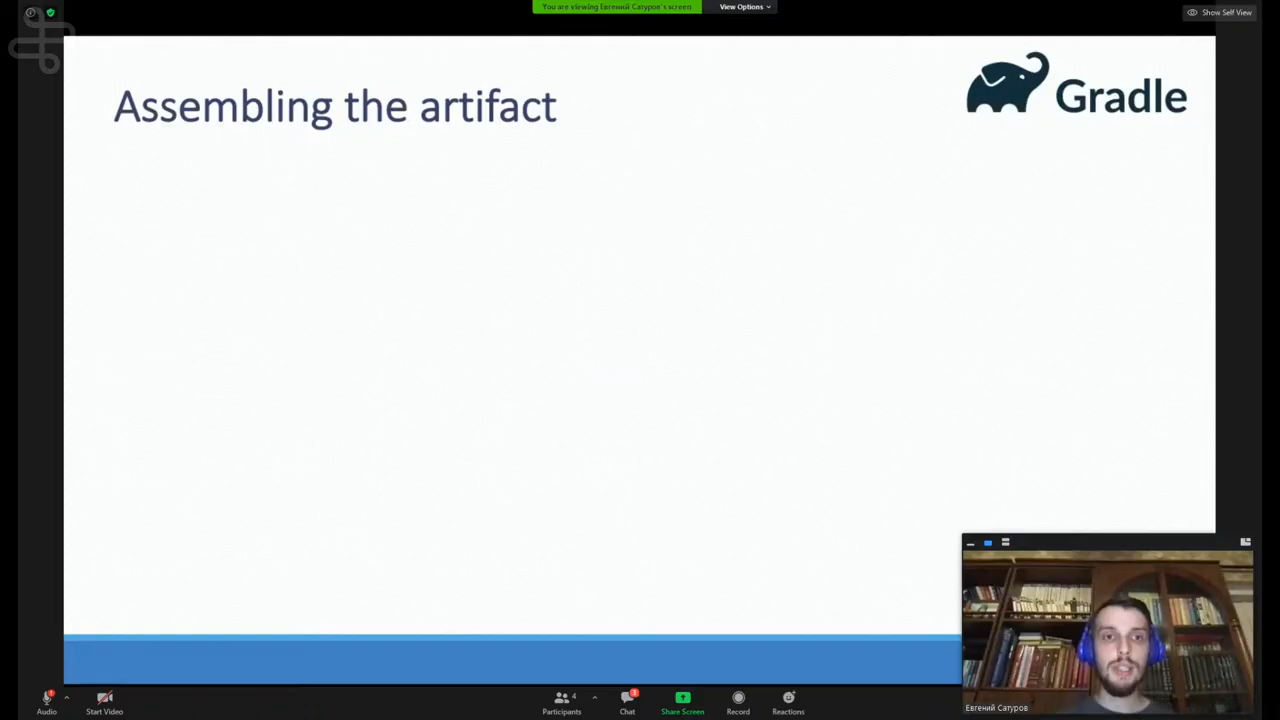 You are viewing Евгений Сатуров's screen
View Options
Show Self View
Assembling the artifact
Gradle
Евгений Сатуров
Audio
Start Video
4
Participants
3
Chat
Share Screen
Record
Reactions